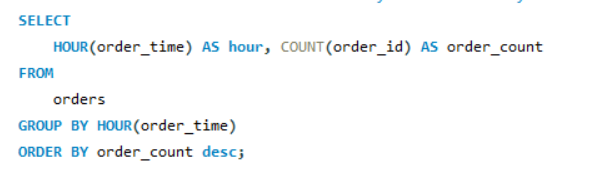 SELECT
HOUR(order_time) AS hour, COUNT(order_id) AS order_count
FROM
orders
GROUP BY HOUR(order_time)
ORDER BY order_count desc;